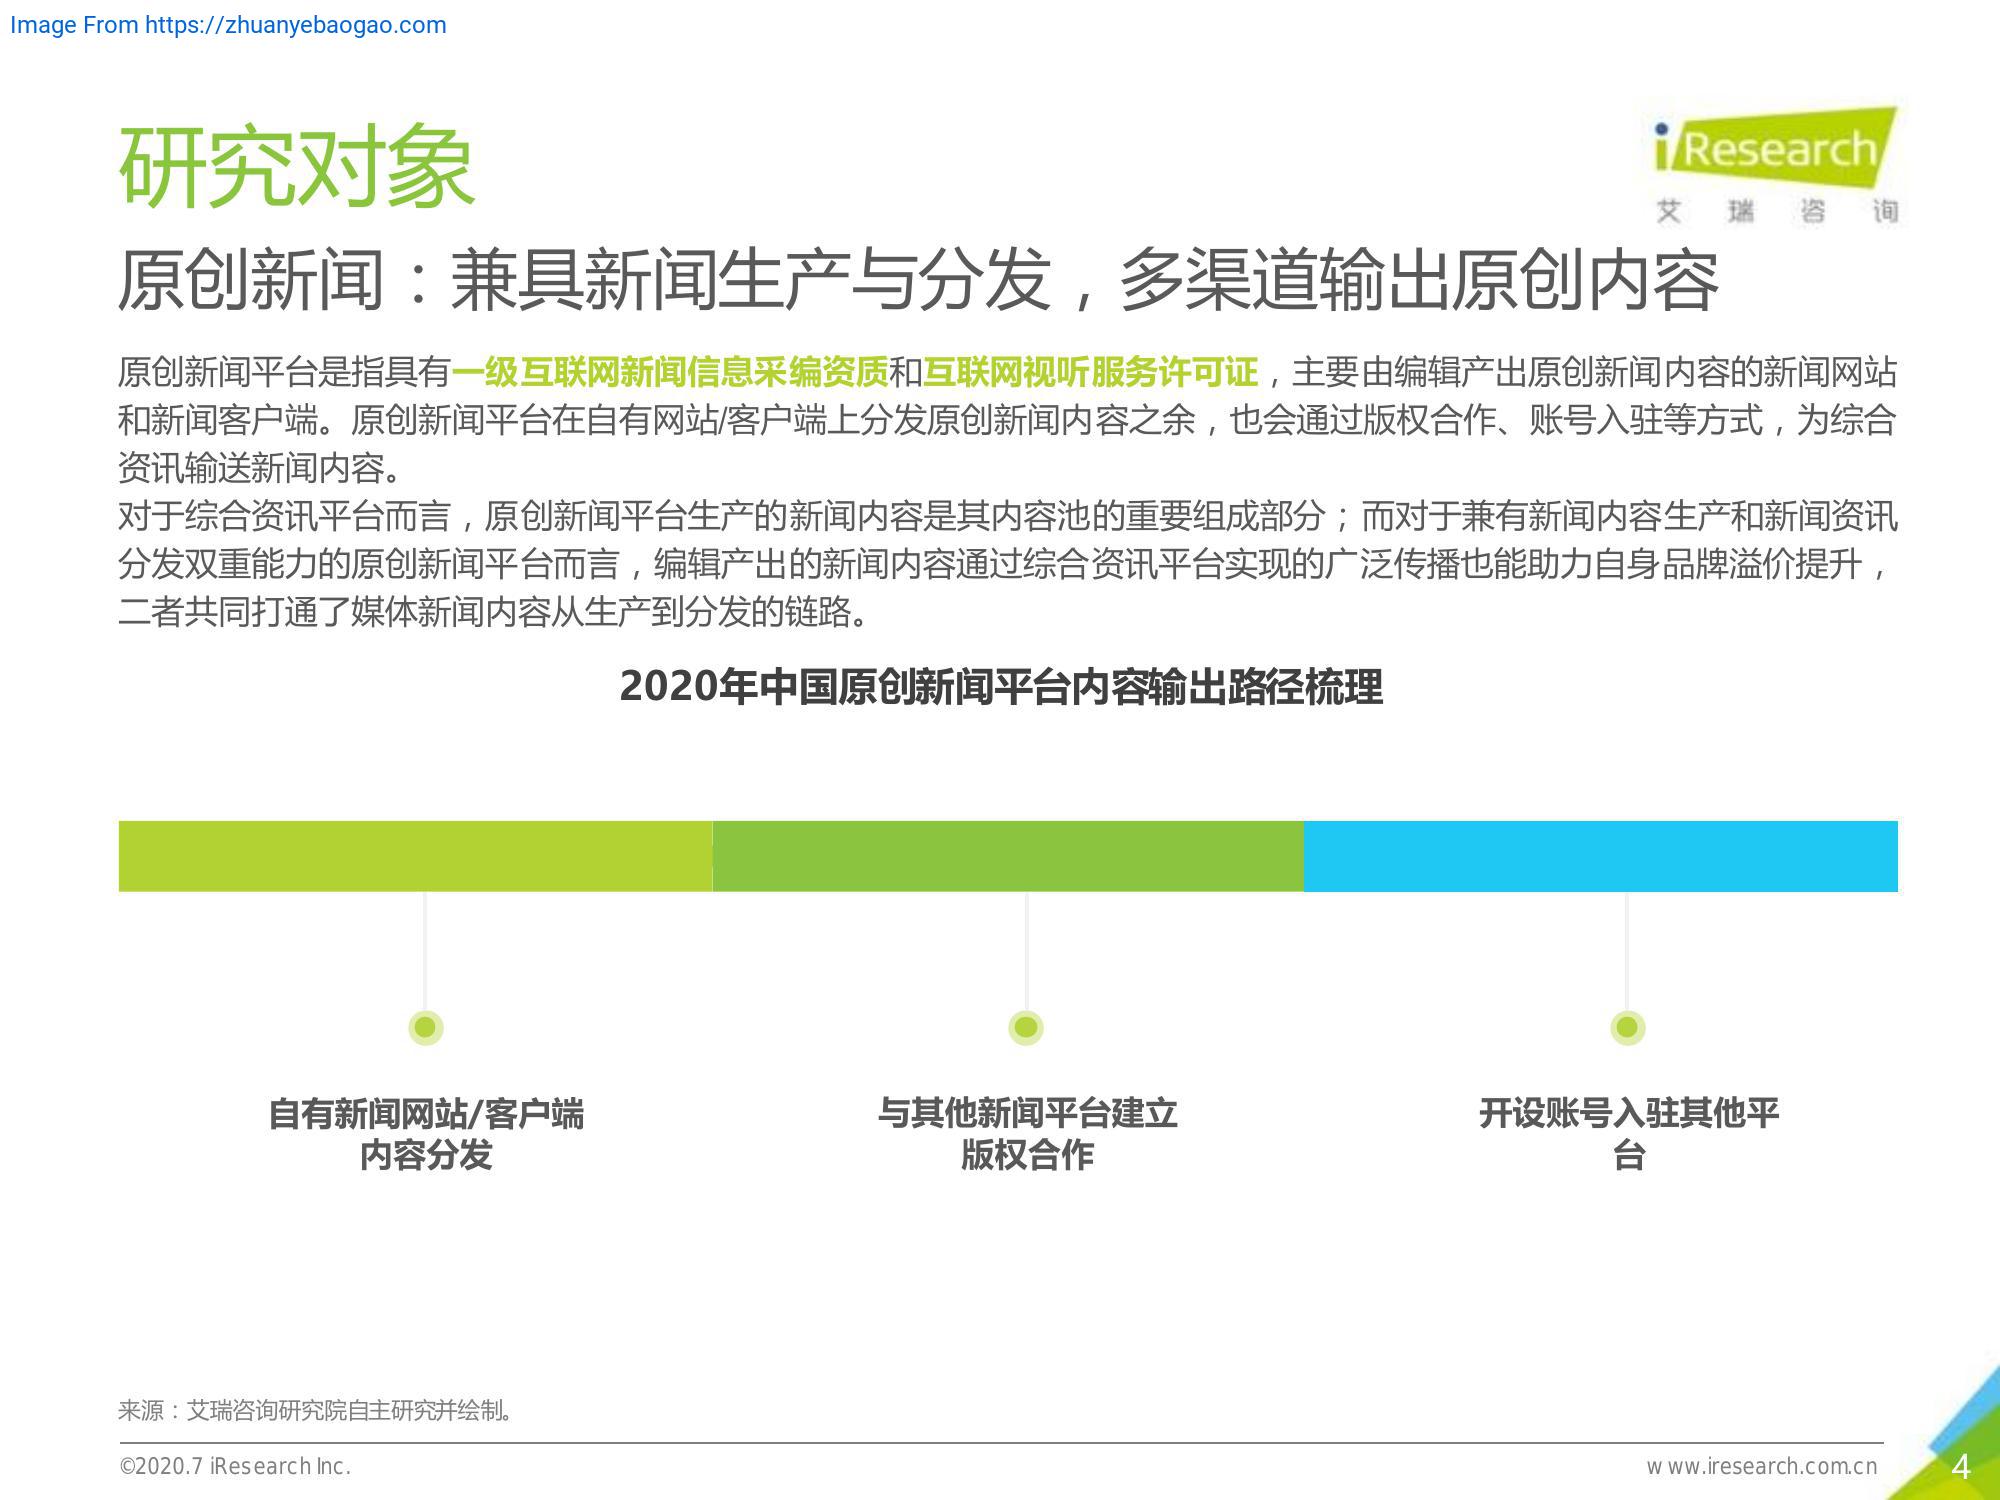 Image From https://zhuanyebaogao.com
研究对象
iResearch
艾瑞咨询
原创新闻：兼具新闻生产与分发，多渠道输出原创内容
原创新闻平台是指具有一级互联网新闻信息采编资质和互联网视听服务许可证，主要由编辑产出原创新闻内容的新闻网站
和新闻客户端。原创新闻平台在自有网站/客户端上分发原创新闻内容之余，也会通过版权合作、账号入驻等方式，为综合
资讯输送新闻内容。
对于综合资讯平台而言，原创新闻平台生产的新闻内容是其内容池的重要组成部分；而对于兼有新闻内容生产和新闻资讯
分发双重能力的原创新闻平台而言，编辑产出的新闻内容通过综合资讯平台实现的广泛传播也能助力自身品牌溢价提升，
二者共同打通了媒体新闻内容从生产到分发的链路。
2020年中国原创新闻平台内容输出路径梳理
自有新闻网站/客户端
内容分发
与其他新闻平台建立
版权合作
开设账号入驻其他平
台
来源：艾瑞咨询研究院自主研究并绘制。
©2020.7 iResearch Inc.
www.iresearch.com.cn
4